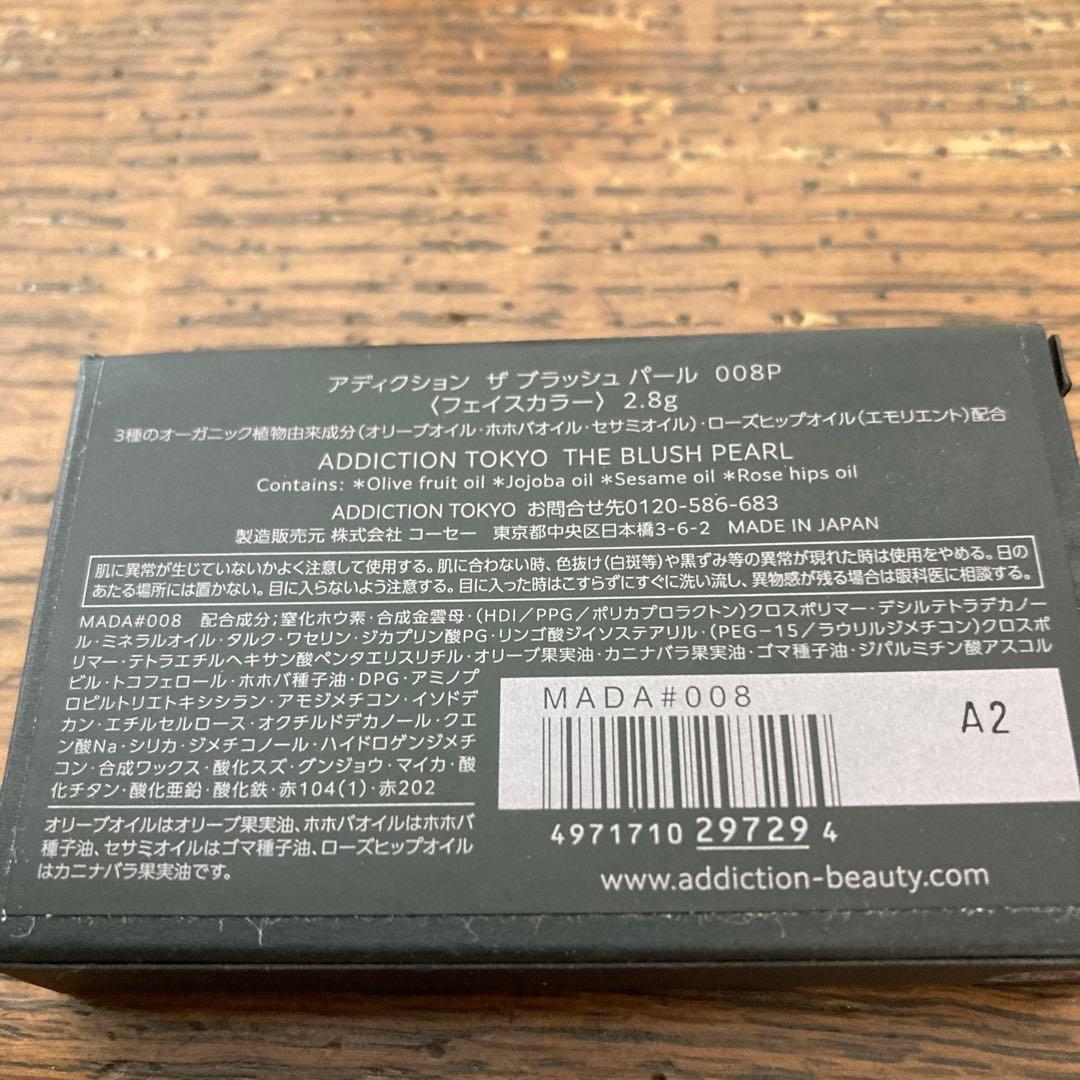 アディクション ザ ブラッシュ パール 008P
〈フェイスカラー〉 2.8g
3種のオーガニック植物由来成分(オリーブオイル・ホホバオイル・セサミオイル)・ローズヒップオイル(エモリエント)配合
ADDICTION TOKYO THE BLUSH PEARL
Contains: *Olive fruit oil *Jojoba oil *Sesame oil *Rose hips oil
ADDICTION TOKYO お問合せ先0120-586-683
製造販売元 株式会社 コーセー 東京都中央区日本橋3-6-2 MADE IN JAPAN
肌に異常が生じていないかよく注意して使用する。肌に合わない時、色抜け(白斑等)や黒ずみ等の異常が現れた時は使用をやめる。日の
あたる場所には置かない。目に入らないよう注意する。目に入った時はこすらずにすぐに洗い流し、異物感が残る場合は眼科医に相談する。
MADA#008 配合成分;窒化ホウ素・合成金雲母・(HDI/PPG/ポリカプロラクトン)クロスポリマー・デシルテトラデカノー
ル・ミネラルオイル・タルク・ワセリン・ジカプリン酸PG・リンゴ酸ジイソステアリル・(PEG-15/ラウリルジメチコン)クロスポ
リマー・テトラエチルヘキサン酸ペンタエリスリチル・オリーブ果実油・カニナバラ果実油・ゴマ種子油・ジパルミチン酸アスコル
ビル・トコフェロール・ホホバ種子油・DPG・アミノプ
ロピルトリエトキシシラン・アモジメチコン・イソドデ
カン・エチルセルロース・オクチルドデカノール・クエ
ン酸Na・シリカ・ジメチコノール・ハイドロゲンジメチ
コン・合成ワックス・酸化スズ・グンジョウ・マイカ・酸
化チタン・酸化亜鉛・酸化鉄・赤104(1)・赤202
オリーブオイルはオリーブ果実油、ホホバオイルはホホバ
種子油、セサミオイルはゴマ種子油、ローズヒップオイル
はカニナバラ果実油です。
MADA#008
A2
4971710 29729 4
www.addiction-beauty.com